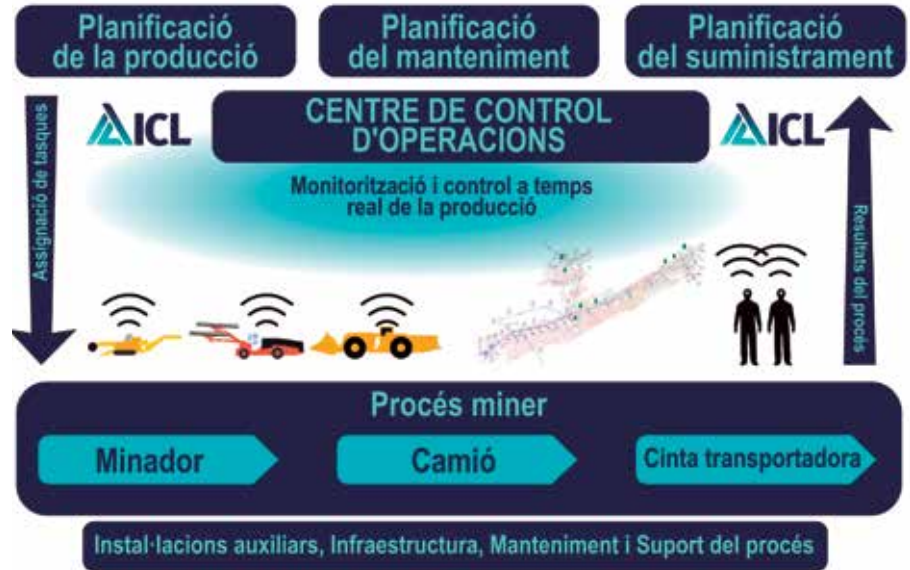 Planificació
de la producció
Planificació
del manteniment
Planificació
del suministrament
Assignació de tasques
ICL
CENTRE DE CONTROL
D'OPERACIONS
ICL
Monitorització i control a temps
real de la producció
Resultats del procés
Procés miner
Minador
Camió
Cinta transportadora
Instal·lacions auxiliars, Infraestructura, Manteniment i Suport del procés